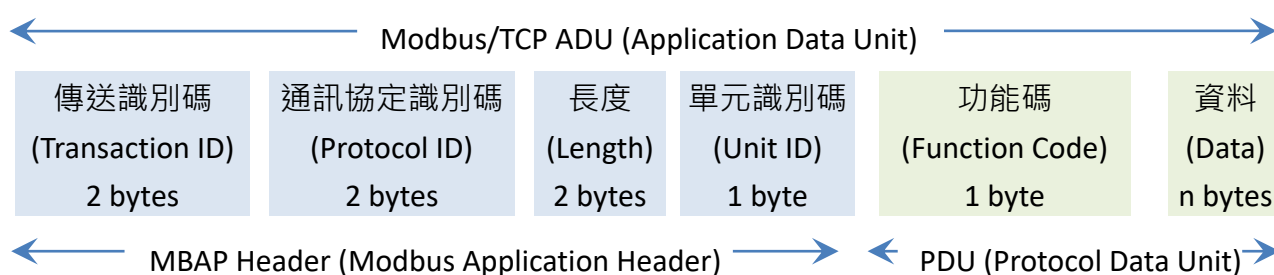 Modbus/TCP ADU (Application Data Unit)
傳送識別碼 通訊協定識別碼 長度 單元識別碼 功能碼 資料
(Transaction ID) (Protocol ID) (Length) (Unit ID) (Function Code) (Data)
2 bytes 2 bytes 2 bytes 1 byte 1 byte n bytes
MBAP Header (Modbus Application Header) PDU (Protocol Data Unit)